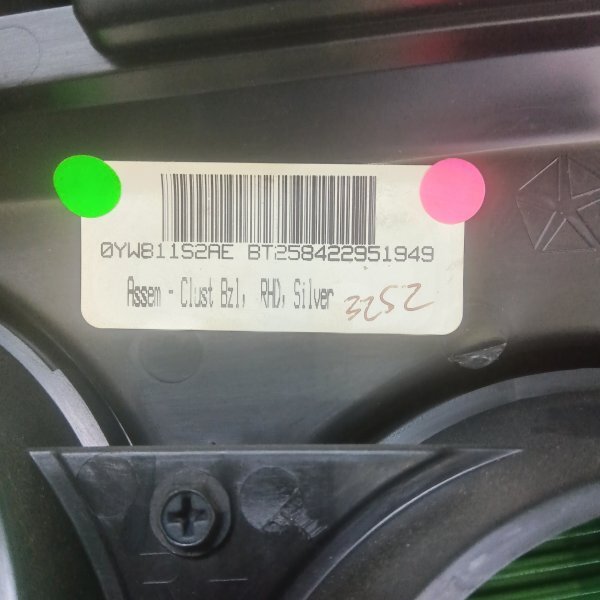 0YW811S2AE BT258422951949
Assem - Clust Bzl, RHD, Silver
3252